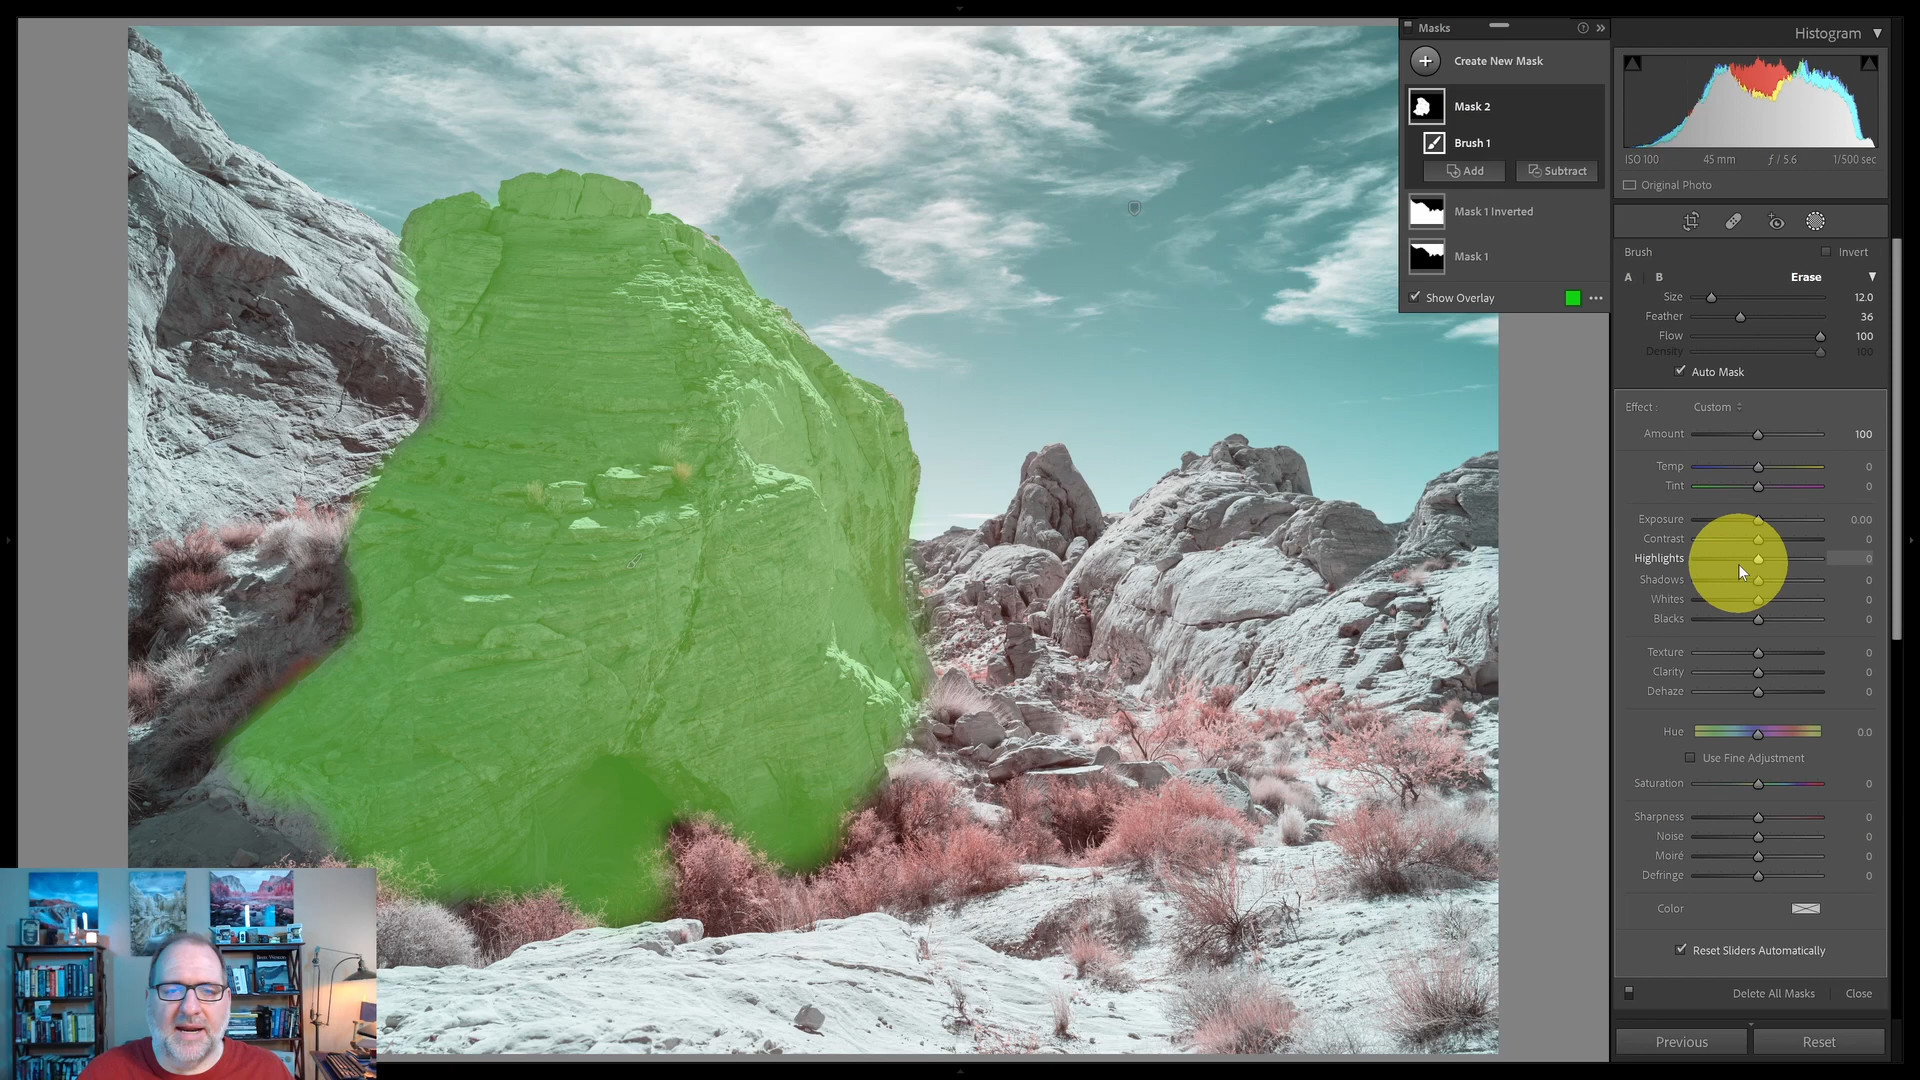 Masks
Create New Mask
Mask 2
Brush 1
Add
Subtract
Mask 1 Inverted
Mask 1
Show Overlay
Histogram
ISO 100 45 mm ƒ / 5.6 1/500 sec
Original Photo
Brush Invert
A B Erase
Size 12.0
Feather 36
Flow 100
Density 100
Auto Mask
Effect : Custom
Amount 100
Temp 0
Tint 0
Exposure 0.00
Contrast 0
Highlights 0
Shadows 0
Whites 0
Blacks 0
Texture 0
Clarity 0
Dehaze 0
Hue 0.0
Use Fine Adjustment
Saturation 0
Sharpness 0
Noise 0
Moiré 0
Defringe 0
Color
Reset Sliders Automatically
Delete All Masks Close
Previous Reset